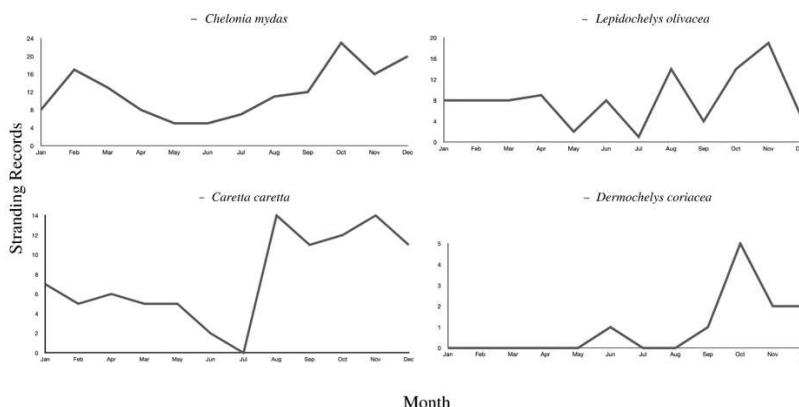 – Chelonia mydas
24
20
16
12
8
4
0
Jan Feb Mar Apr May Jun Jul Aug Sep Oct Nov Dec
– Lepidochelys olivacea
20
16
12
8
4
0
Jan Feb Mar Apr May Jun Jul Aug Sep Oct Nov
Stranding Records
– Caretta caretta
14
12
10
8
6
4
2
0
Jan Feb Apr Mar May Jun Jul Aug Sep Oct Nov Dec
– Dermochelys coriacea
5
4
3
2
1
0
Jan Feb Mar Apr May Jun Jul Aug Sep Oct Nov
Month